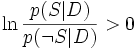 ln p(S|D) / p(¬S|D) > 0